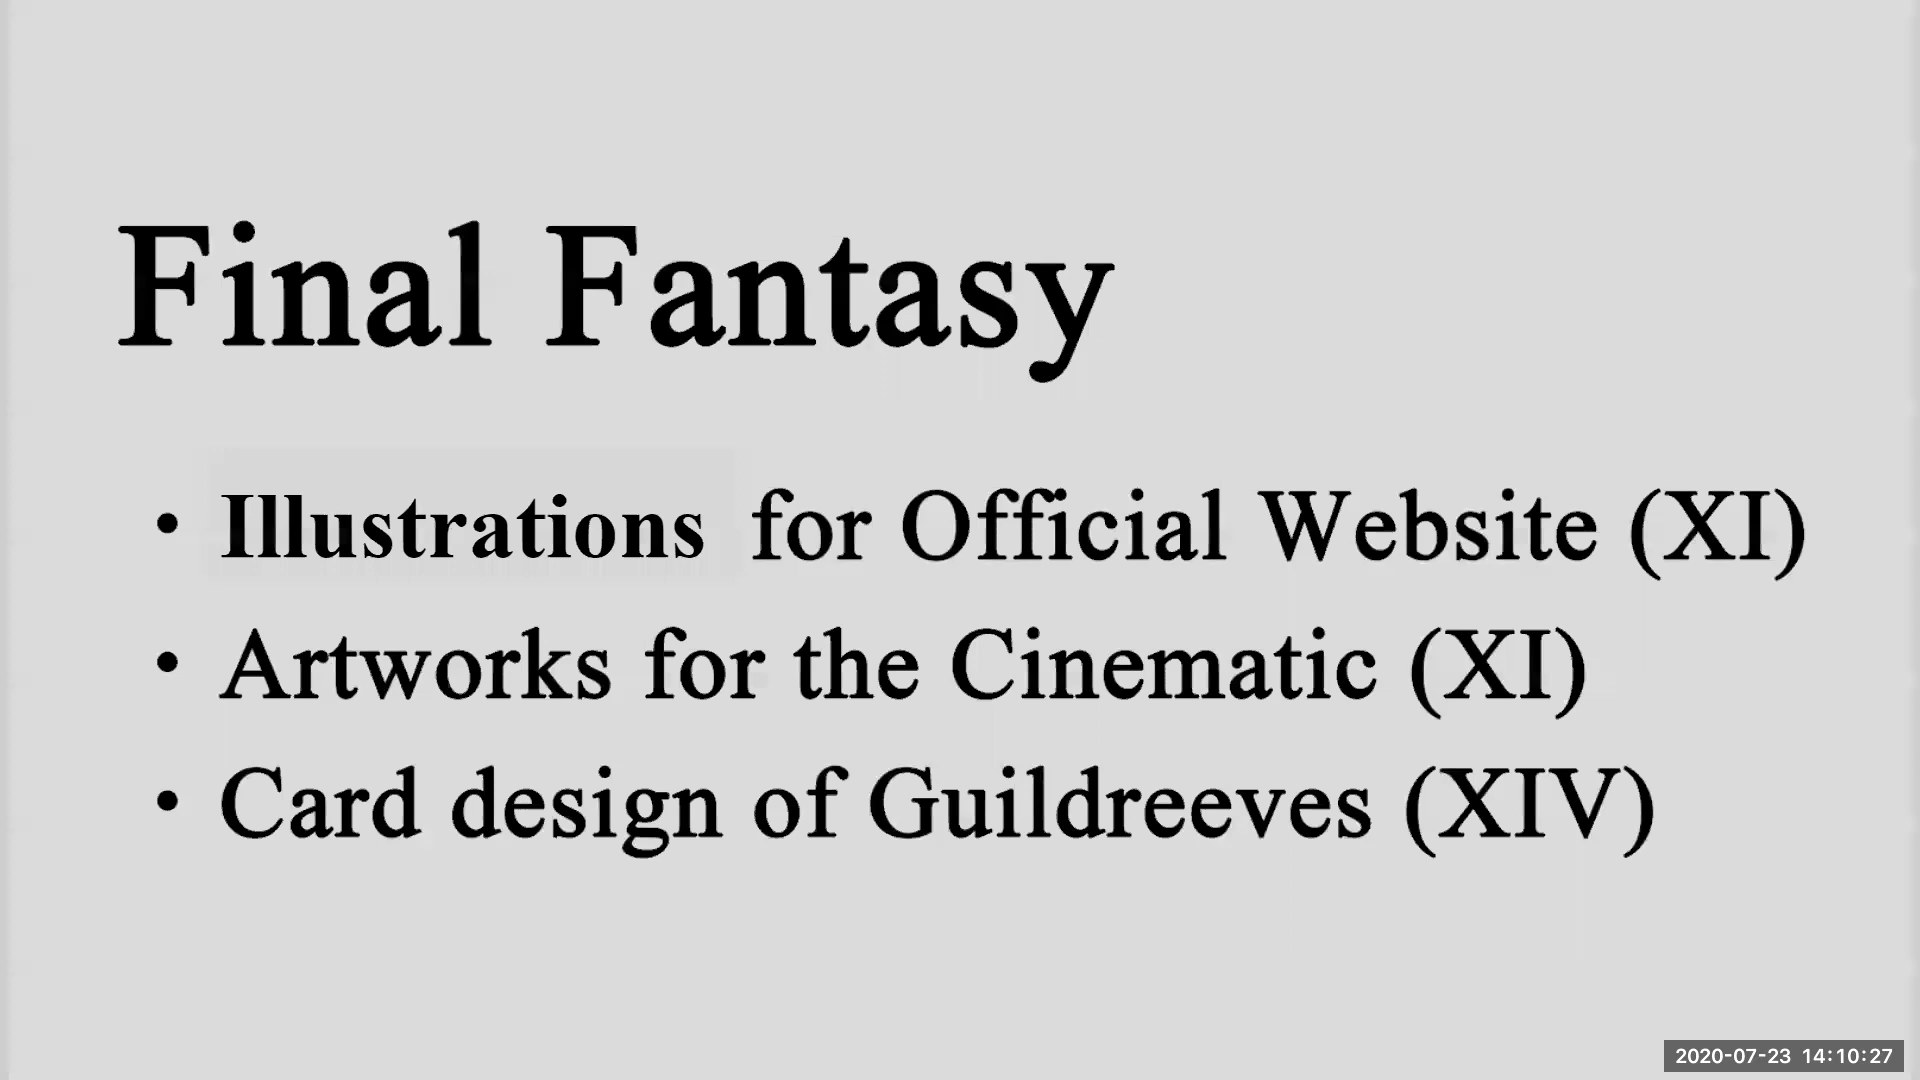 Final Fantasy
• Illustrations for Official Website (XI)
• Artworks for the Cinematic (XI)
• Card design of Guildreeves (XIV)
2020-07-23 14:10:27